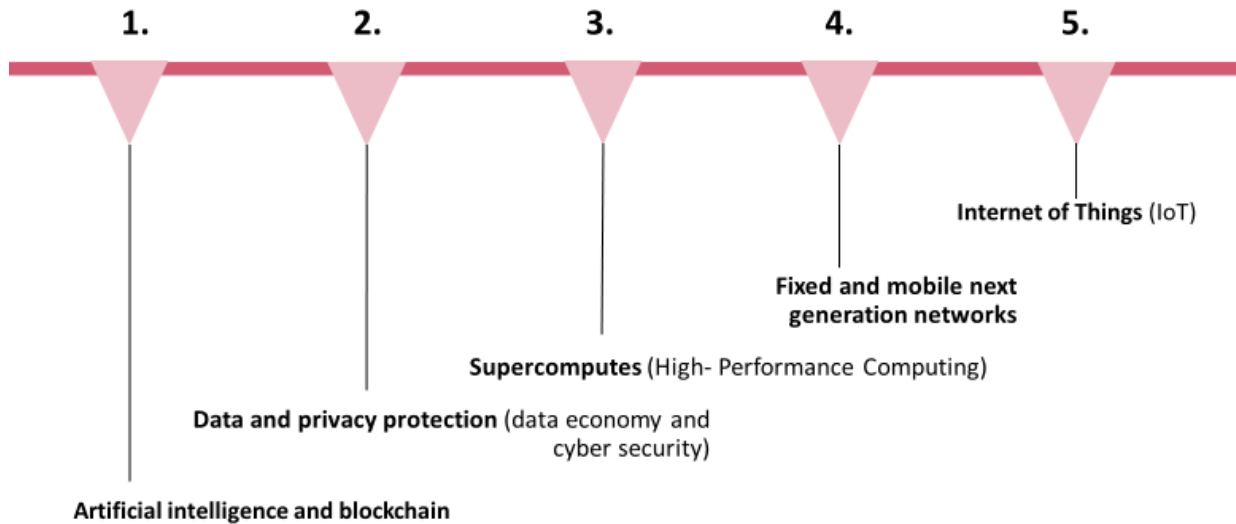 1.
2.
3.
4.
5.
Internet of Things (IoT)
Fixed and mobile next
generation networks
Supercomputes (High- Performance Computing)
Data and privacy protection (data economy and
cyber security)
Artificial intelligence and blockchain